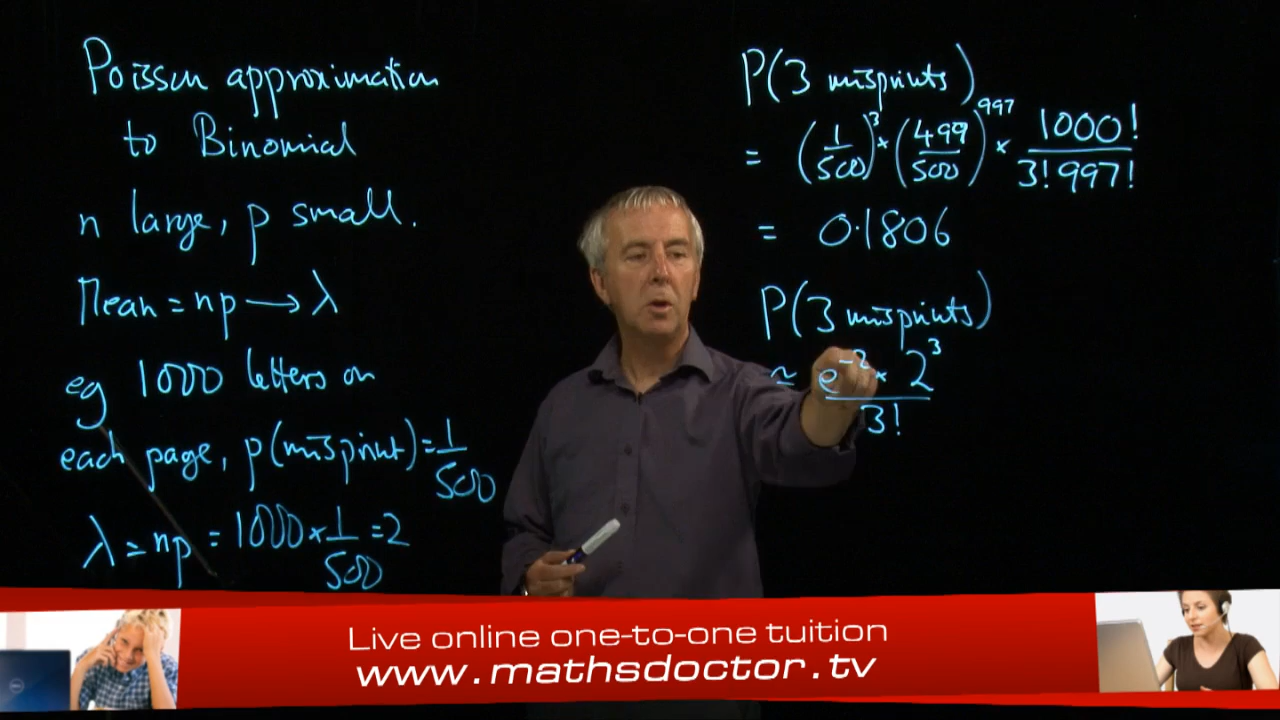 Poisson approximation
to Binomial
n large, p small.
Mean = np → λ
eg 1000 letters on
each page, p(misprint) = 1/500
λ = np = 1000 × 1/500 = 2
P(3 misprints)
= (1/500)³ × (499/500)⁹⁹⁷ × 1000!/3!997!
= 0.1806
P(3 misprints)
≈ e⁻² × 2³/3!
Live online one-to-one tuition
www.mathsdoctor.tv